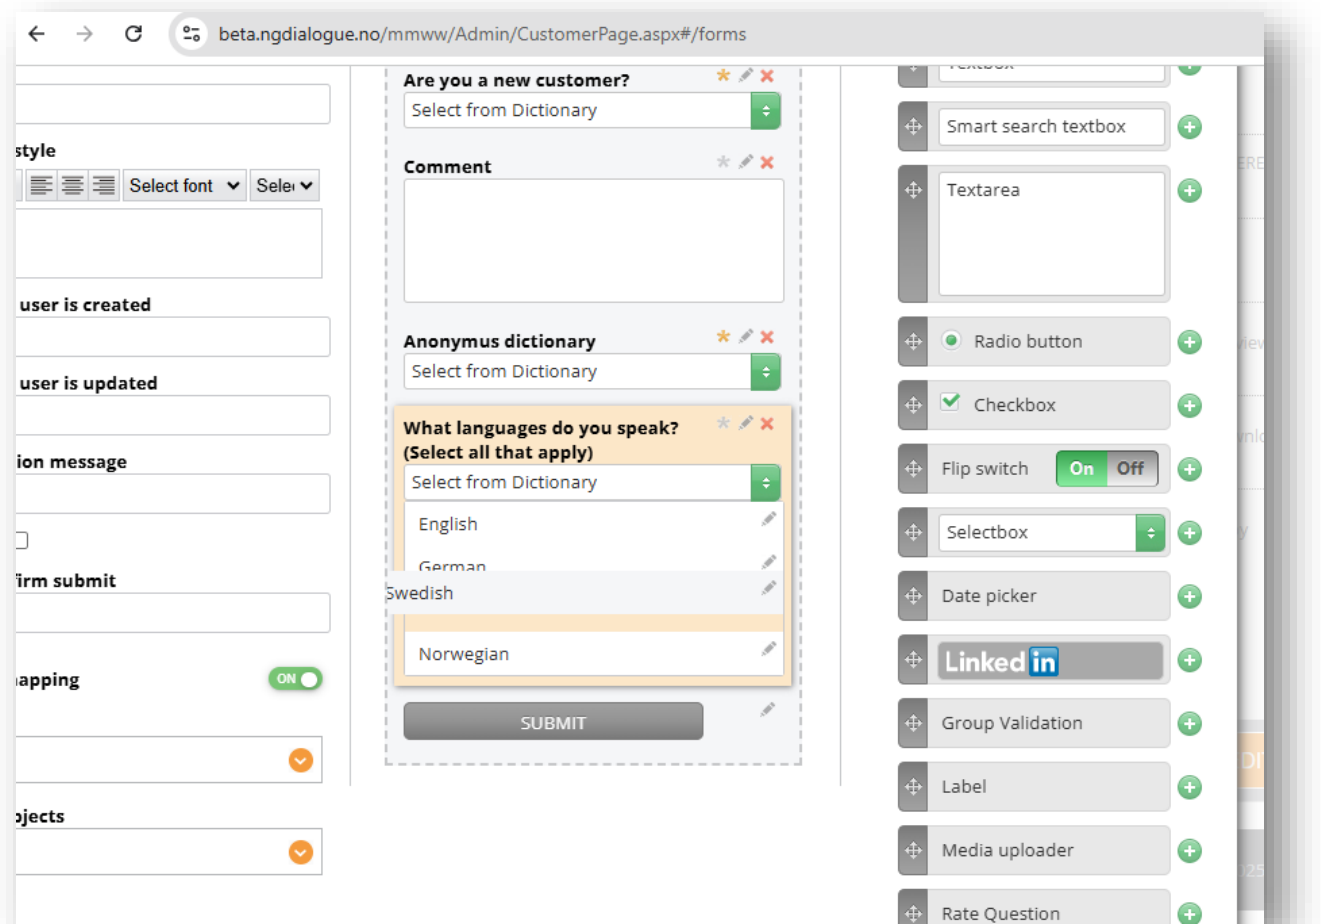 beta.ngdialogue.no/mmww/Admin/CustomerPage.aspx#/forms
style
Select font
user is created
user is updated
ion message
firm submit
apping
ON
ojects
Are you a new customer?
Select from Dictionary
Comment
Anonymus dictionary
Select from Dictionary
What languages do you speak?
(Select all that apply)
Select from Dictionary
English
German
Swedish
Norwegian
SUBMIT
Textbox
Smart search textbox
Textarea
Radio button
Checkbox
Flip switch On Off
Selectbox
Date picker
Linked in
Group Validation
Label
Media uploader
Rate Question